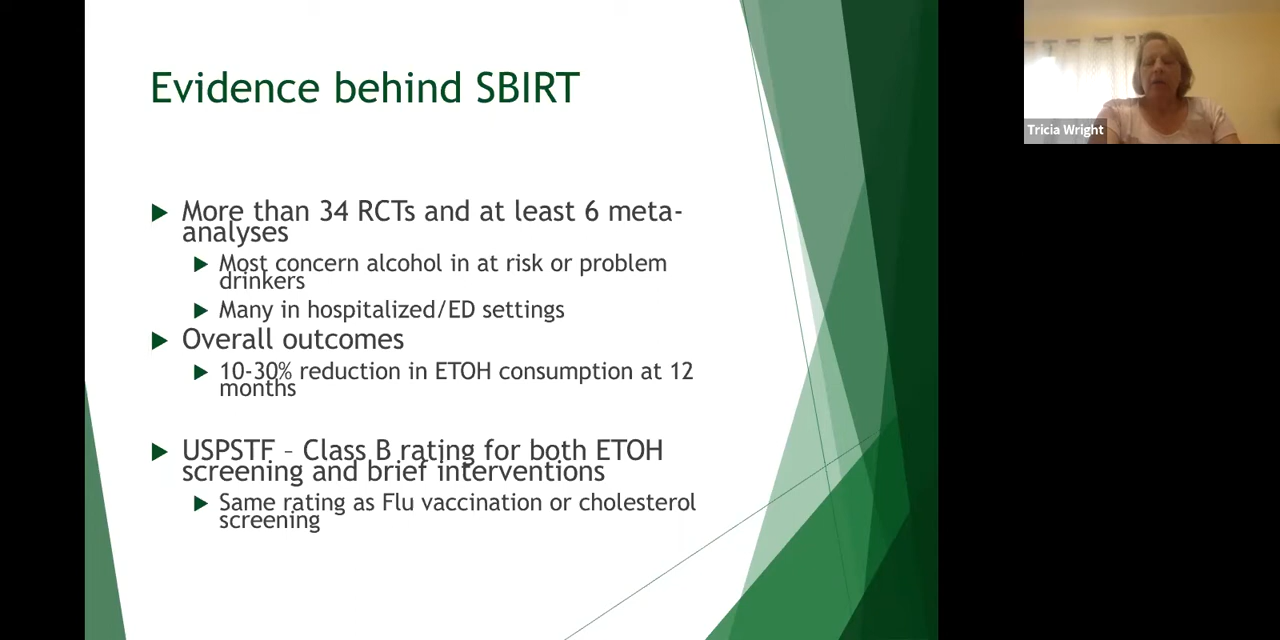 Evidence behind SBIRT
More than 34 RCTs and at least 6 meta-
analyses
Most concern alcohol in at risk or problem
drinkers
Many in hospitalized/ED settings
Overall outcomes
10-30% reduction in ETOH consumption at 12
months
USPSTF – Class B rating for both ETOH
screening and brief interventions
Same rating as Flu vaccination or cholesterol
screening
Tricia Wright